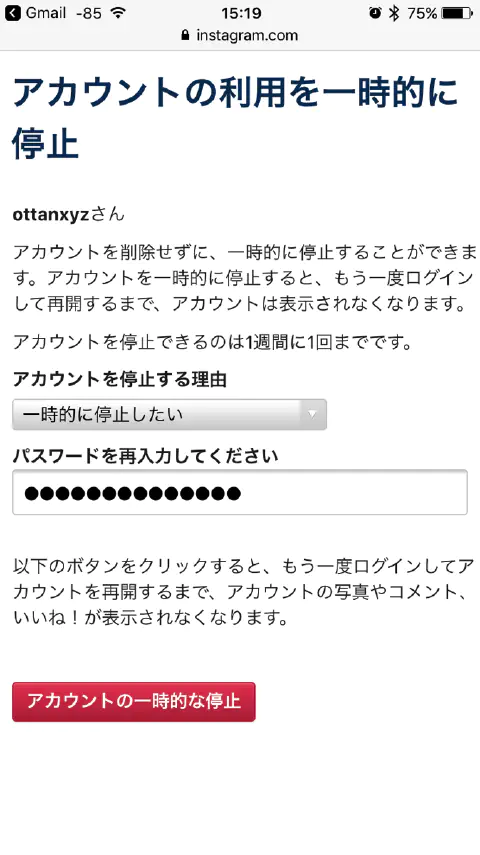 Gmail -85 15:19 75%
instagram.com
アカウントの利用を一時的に
停止
ottanxyzさん
アカウントを削除せずに、一時的に停止することができま
す。アカウントを一時的に停止すると、もう一度ログイン
して再開するまで、アカウントは表示されなくなります。
アカウントを停止できるのは1週間に1回までです。
アカウントを停止する理由
一時的に停止したい
パスワードを再入力してください
●●●●●●●●●●●●●●
以下のボタンをクリックすると、もう一度ログインしてア
カウントを再開するまで、アカウントの写真やコメント、
いいね！が表示されなくなります。
アカウントの一時的な停止